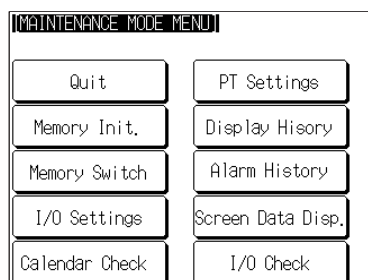 [MAINTENANCE MODE MENU]
Quit
PT Settings
Memory Init.
Display Hisory
Memory Switch
Alarm History
I/O Settings
Screen Data Disp.
Calendar Check
I/O Check